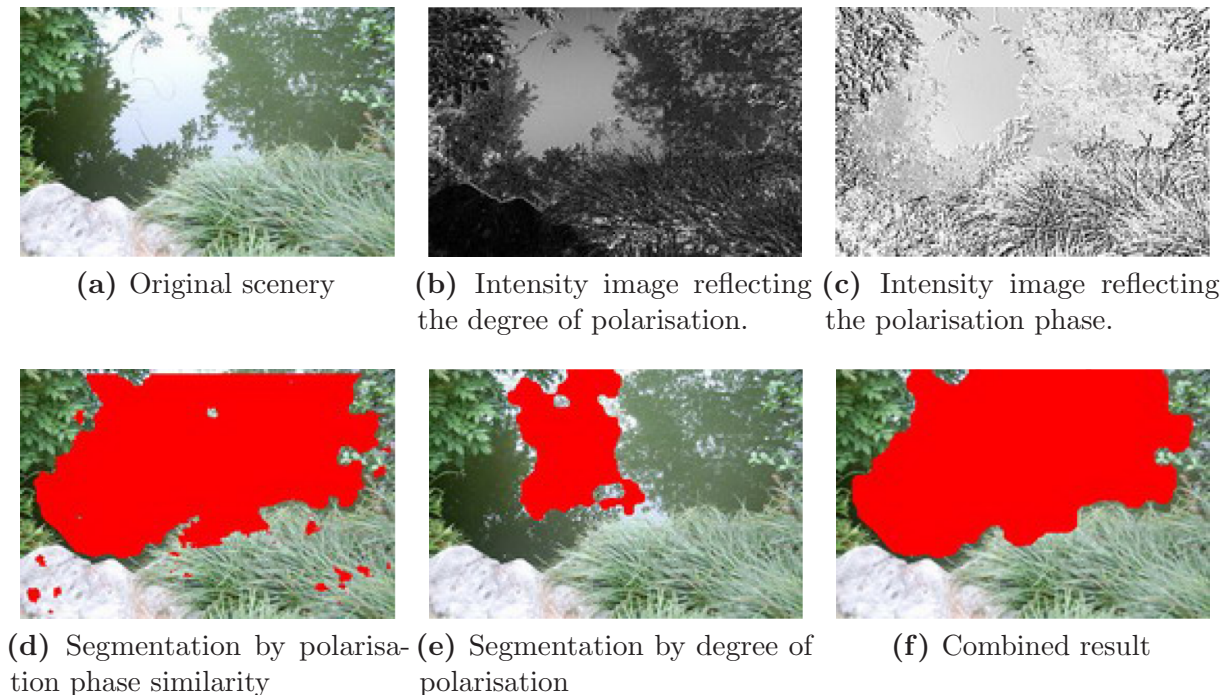 (a) Original scenery
(b) Intensity image reflecting
the degree of polarisation.
(c) Intensity image reflecting
the polarisation phase.
(d) Segmentation by polarisa-
tion phase similarity
(e) Segmentation by degree of
polarisation
(f) Combined result